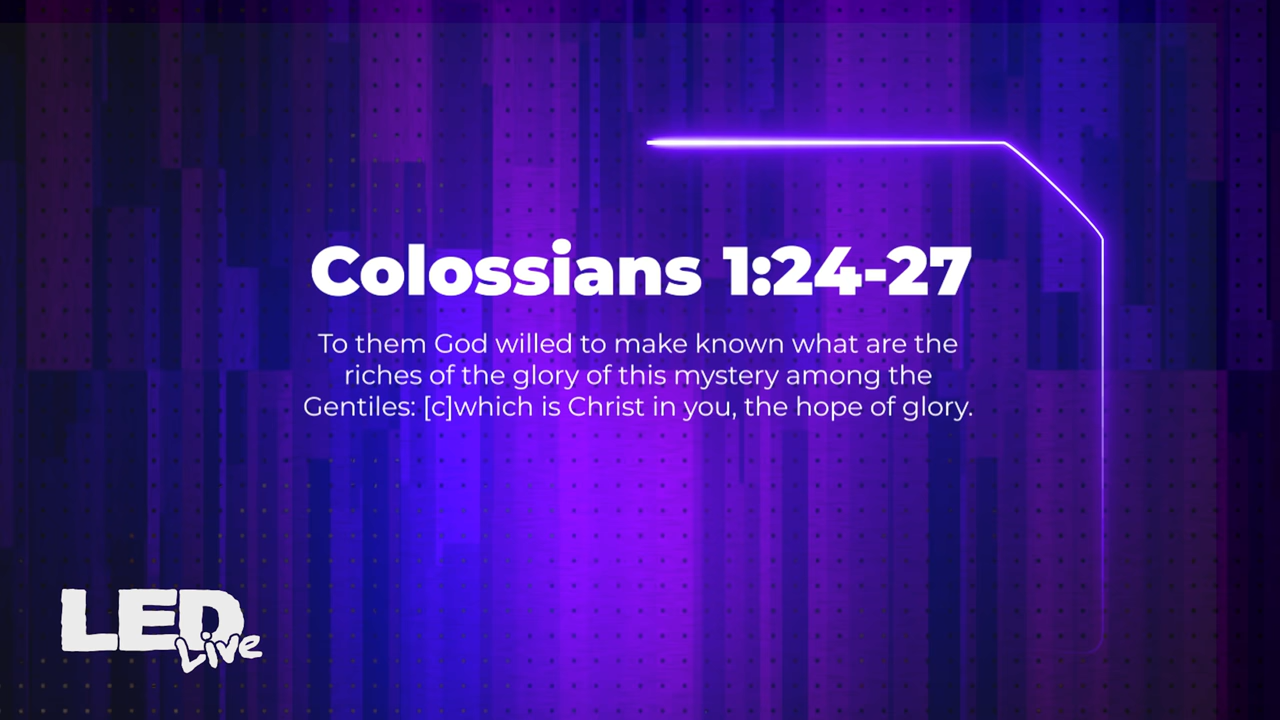 Colossians 1:24-27
To them God willed to make known what are the
riches of the glory of this mystery among the
Gentiles: [c]which is Christ in you, the hope of glory.
LED
Live